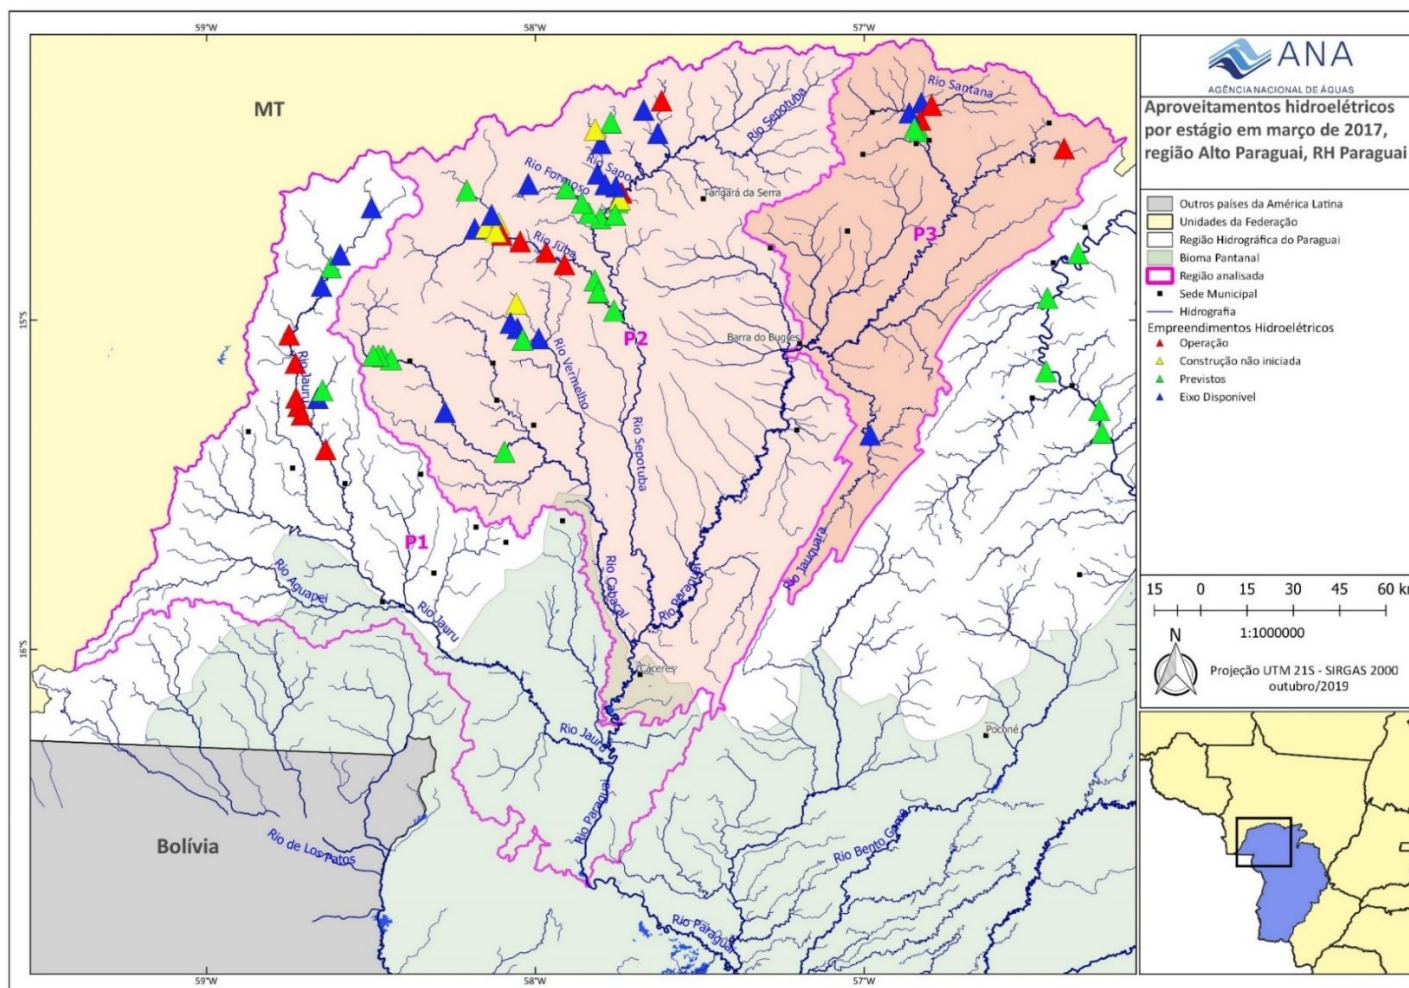 59°W
58°W
57°W
MT
Rio Santana
Rio Sepotuba
Rio Sapo
Rio Formoso
Tangará da Serra
Rio Juba
P3
15°S
P2
Barra do Bugres
Rio Jauru
Rio Vermelho
Rio Sepotuba
P1
Rio Aguapei
Rio Jauru
Rio Cabaçal
Rio Paraguai
Rio Jauquara
16°S
Cáceres
Rio Jauru
Poconé
Rio Paraguai
Bolívia
Rio de Los Patos
Rio Bento Gome
Rio Paraguai
59°W
58°W
57°W
ANA
AGÊNCIA NACIONAL DE ÁGUAS
Aproveitamentos hidroelétricos
por estágio em março de 2017,
região Alto Paraguai, RH Paraguai
Outros países da América Latina
Unidades da Federação
Região Hidrográfica do Paraguai
Bioma Pantanal
Região analisada
Sede Municipal
Hidrografia
Empreendimentos Hidroelétricos
Operação
Construção não iniciada
Previstos
Eixo Disponível
15 0 15 30 45 60 km
1:1000000
N
Projeção UTM 21S - SIRGAS 2000
outubro/2019